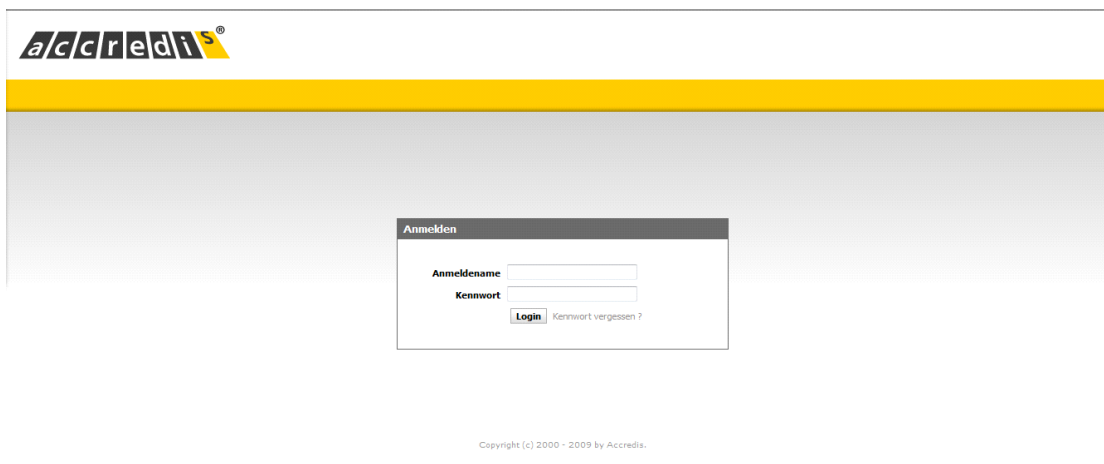 accredis®
Anmelden
Anmeldename
Kennwort
Login Kennwort vergessen ?
Copyright (c) 2000 - 2009 by Accredis.